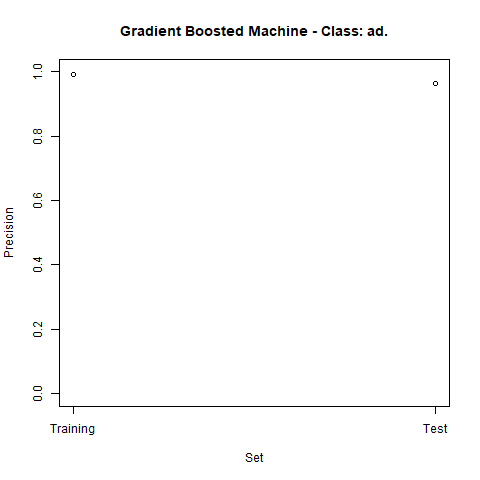 Gradient Boosted Machine - Class: ad.
Precision
1.0
0.8
0.6
0.4
0.2
0.0
Training
Test
Set